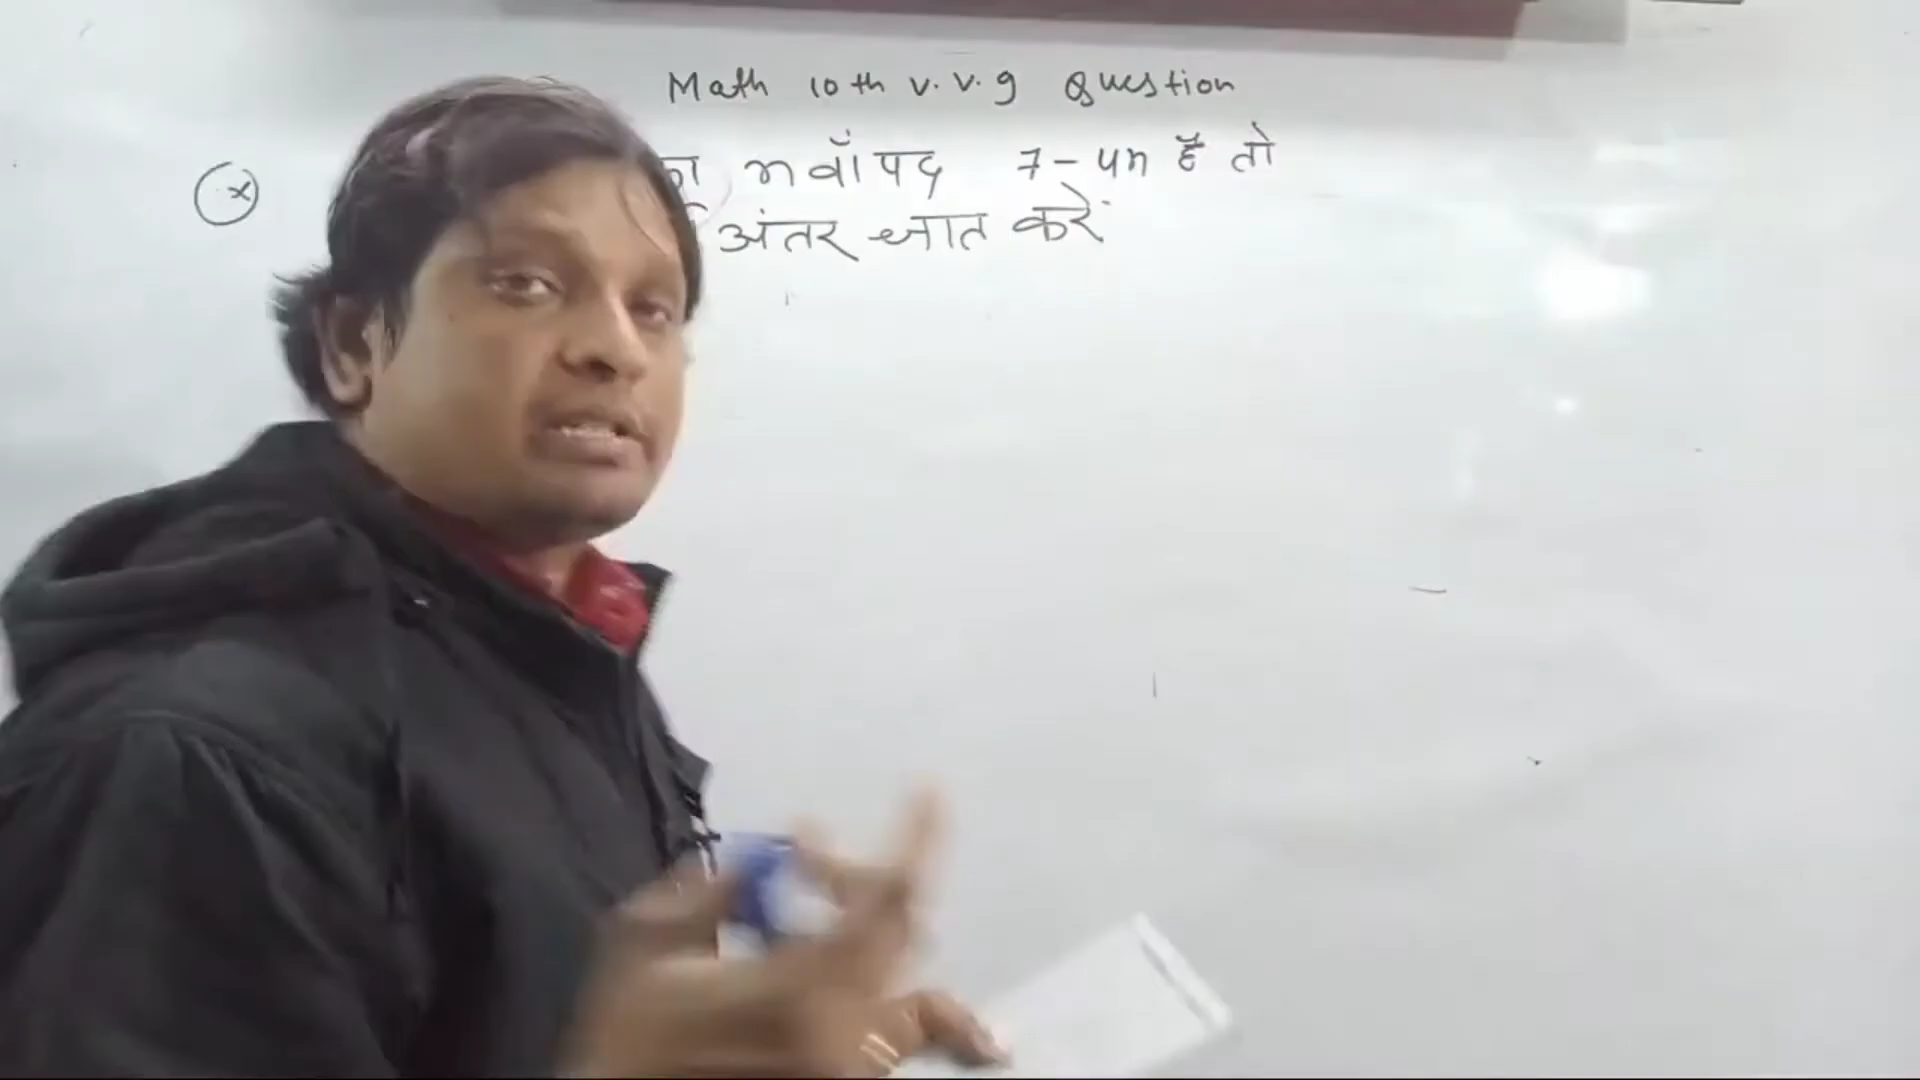 Math 10th v.v.g Question
(x) का nवाँ पद 7-4n है तो
अंतर ज्ञात करें